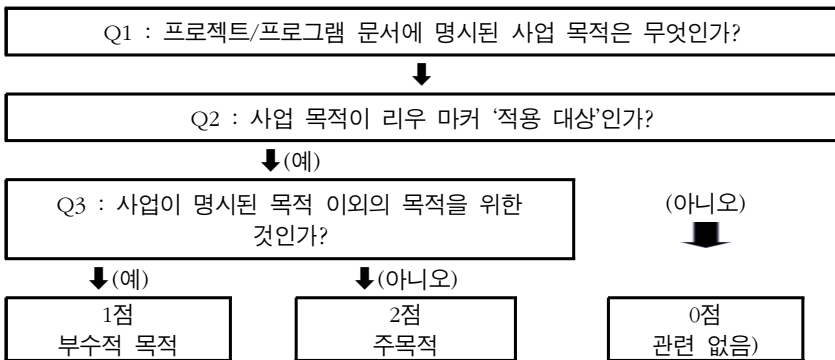 Q1 : 프로젝트/프로그램 문서에 명시된 사업 목적은 무엇인가?
Q2 : 사업 목적이 리우 마커 ‘적용 대상’인가?
(예)
Q3 : 사업이 명시된 목적 이외의 목적을 위한
것인가?
(아니오)
(예)
(아니오)
1점
부수적 목적
2점
주목적
0점
관련 없음)